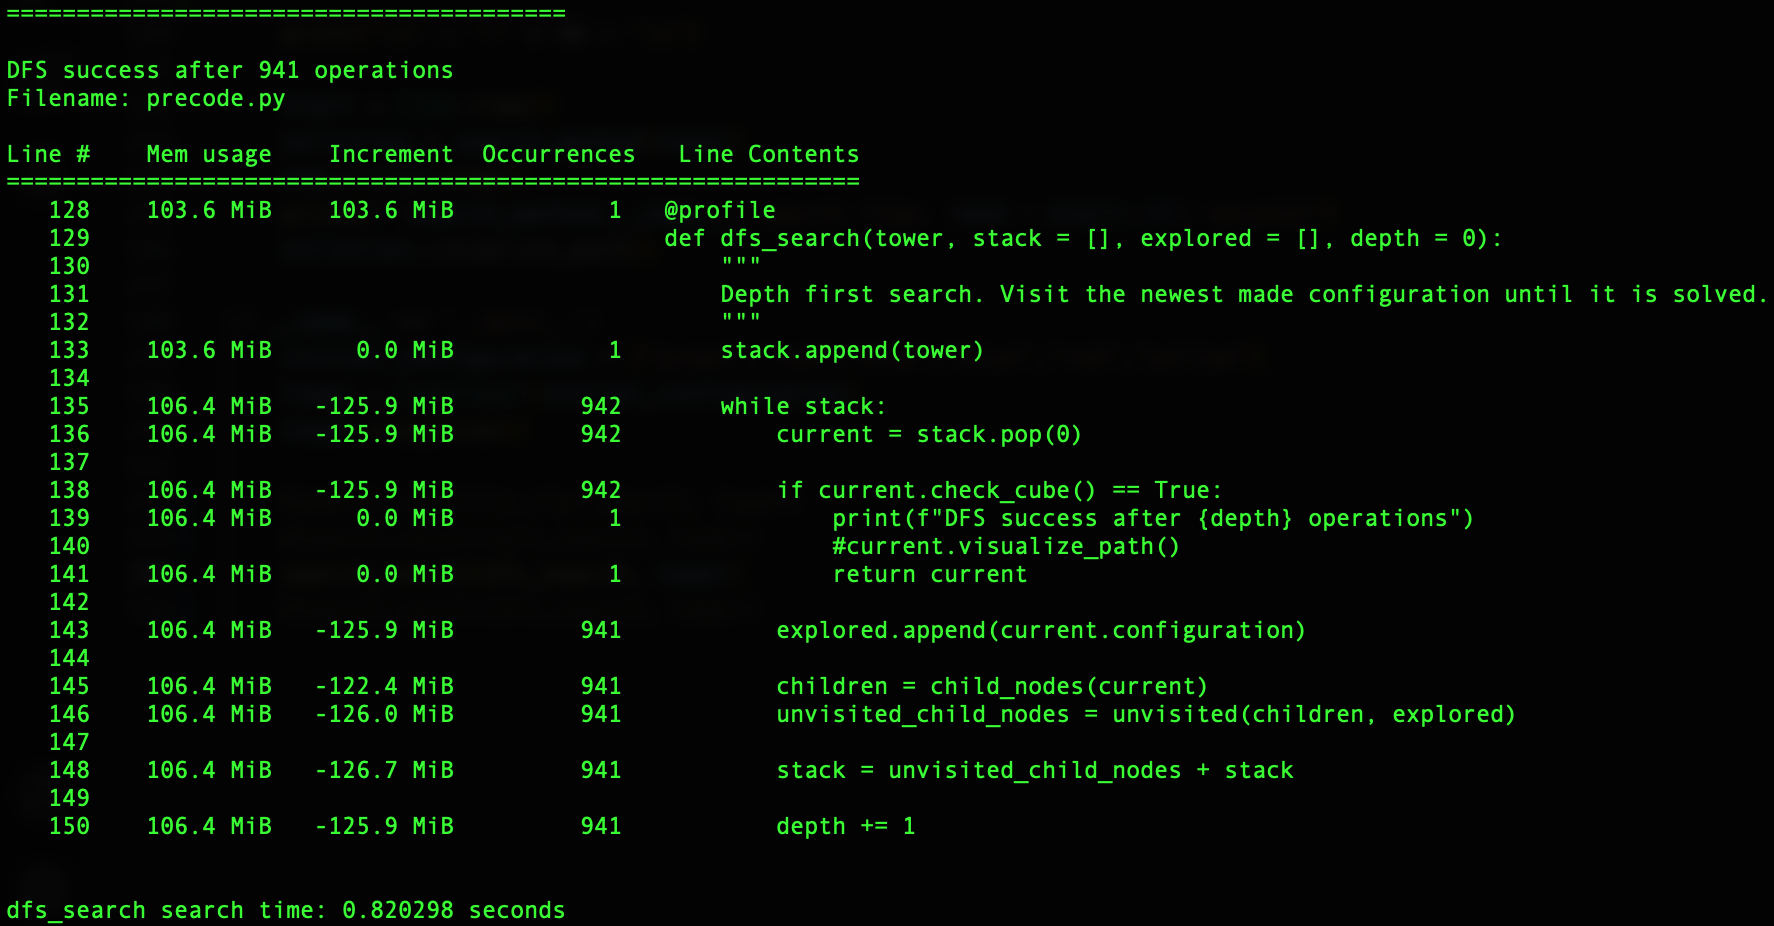 ========================================
DFS success after 941 operations
Filename: precode.py
Line #    Mem usage    Increment  Occurrences   Line Contents
=============================================================
   128    103.6 MiB    103.6 MiB           1   @profile
   129                                         def dfs_search(tower, stack = [], explored = [], depth = 0):
   130                                             """
   131                                             Depth first search. Visit the newest made configuration until it is solved.
   132                                             """
   133    103.6 MiB      0.0 MiB           1       stack.append(tower)
   134
   135    106.4 MiB   -125.9 MiB         942       while stack:
   136    106.4 MiB   -125.9 MiB         942           current = stack.pop(0)
   137
   138    106.4 MiB   -125.9 MiB         942           if current.check_cube() == True:
   139    106.4 MiB      0.0 MiB           1               print(f"DFS success after {depth} operations")
   140                                                     #current.visualize_path()
   141    106.4 MiB      0.0 MiB           1               return current
   142
   143    106.4 MiB   -125.9 MiB         941           explored.append(current.configuration)
   144
   145    106.4 MiB   -122.4 MiB         941           children = child_nodes(current)
   146    106.4 MiB   -126.0 MiB         941           unvisited_child_nodes = unvisited(children, explored)
   147
   148    106.4 MiB   -126.7 MiB         941           stack = unvisited_child_nodes + stack
   149
   150    106.4 MiB   -125.9 MiB         941           depth += 1
dfs_search search time: 0.820298 seconds